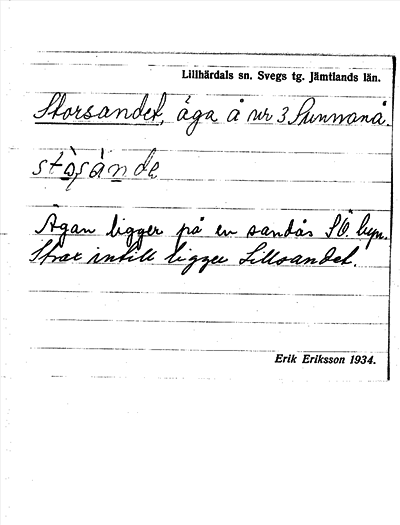 Lillhärdals sn. Svegs tg. Jämtlands län.
Storsandet, äga å nr 3 Sunnanå.
Ägan ligger på en sandås SÖ. byn.
Strax intill ligger Lillsandet.
Erik Eriksson 1934.